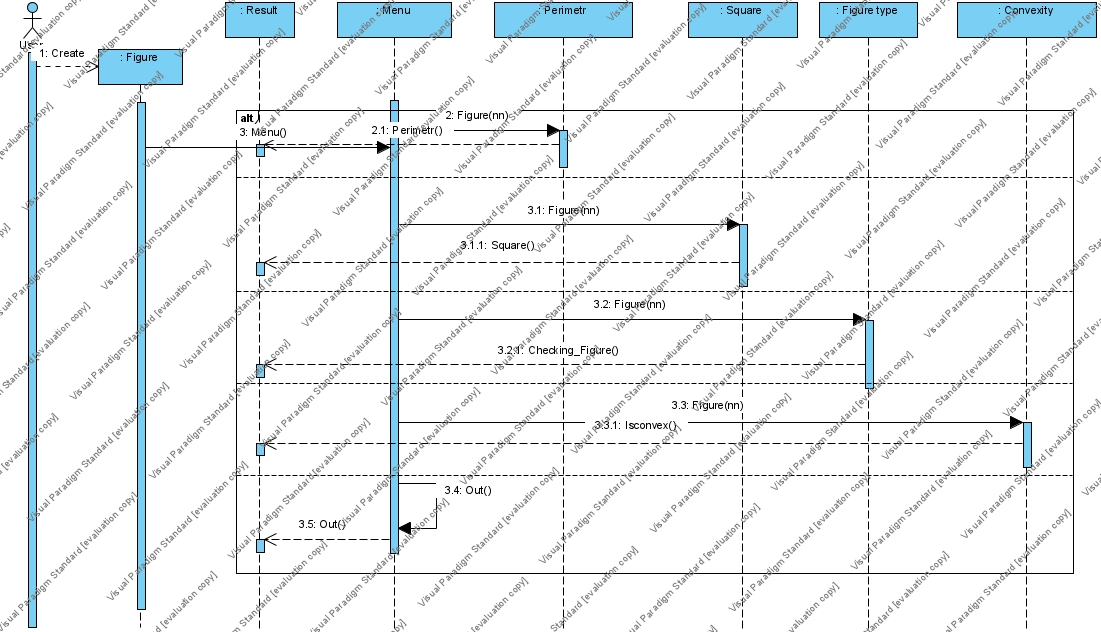 : Result
: Menu
: Perimetr
: Square
: Figure type
: Convexity
1: Create
: Figure
alt
2: Figure(nn)
3: Menu()
2.1: Perimetr()
3.1: Figure(nn)
3.1.1: Square()
3.2: Figure(nn)
3.2.1: Checking_Figure()
3.3: Figure(nn)
3.3.1: Isconvex()
3.4: Out()
3.5: Out()
Visual Paradigm Standard [evaluation copy]